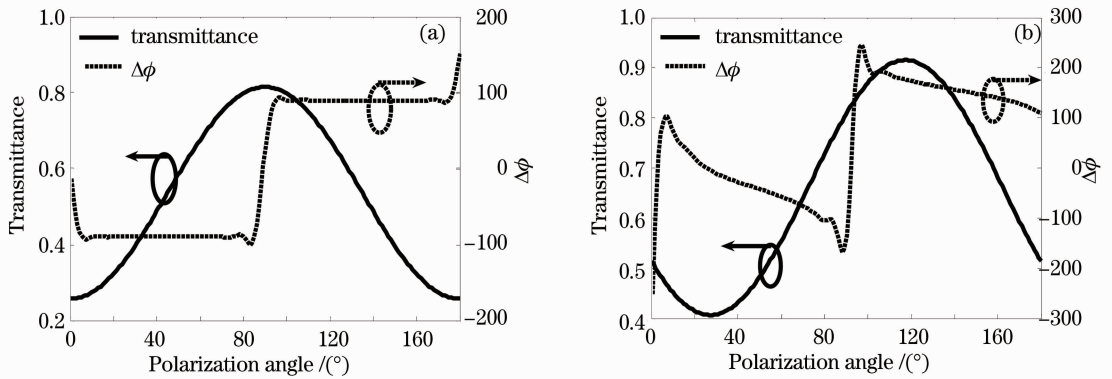 1.0
200
(a)
transmittance
Δϕ
0.8
100
Transmittance
0.6
0
Δϕ
0.4
−100
0.2
−200
0
40
80
120
160
Polarization angle /(°)
1.0
300
(b)
transmittance
Δϕ
0.9
200
0.8
100
Transmittance
0.7
0
Δϕ
0.6
−100
0.5
−200
0.4
−300
0
40
80
120
160
Polarization angle /(°)